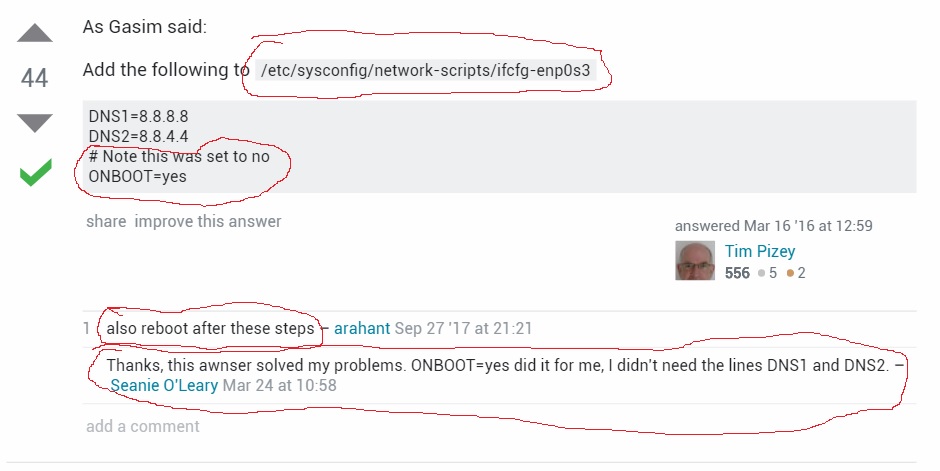 As Gasim said:
44
Add the following to /etc/sysconfig/network-scripts/ifcfg-enp0s3
DNS1=8.8.8.8
DNS2=8.8.4.4
# Note this was set to no
ONBOOT=yes
share improve this answer
answered Mar 16 '16 at 12:59
Tim Pizey
556 5 2
1 also reboot after these steps – arahant Sep 27 '17 at 21:21
Thanks, this awnser solved my problems. ONBOOT=yes did it for me, I didn't need the lines DNS1 and DNS2. –
Seanie O'Leary Mar 24 at 10:58
add a comment